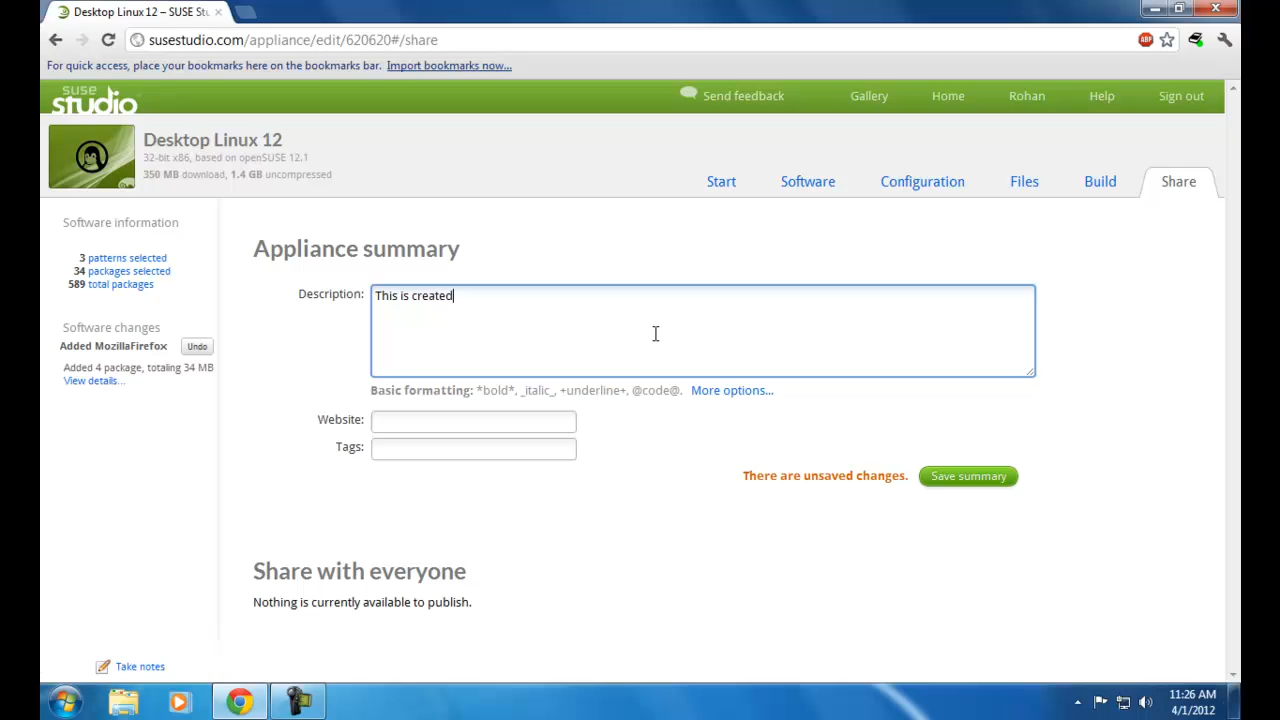 Desktop Linux 12 – SUSE Stu
susestudio.com/appliance/edit/620620#/share
ABP
For quick access, place your bookmarks here on the bookmarks bar. Import bookmarks now...
suse
studio
Send feedback
Gallery
Home
Rohan
Help
Sign out
Desktop Linux 12
32-bit x86, based on openSUSE 12.1
350 MB download, 1.4 GB uncompressed
Start
Software
Configuration
Files
Build
Share
Software information
3 patterns selected
34 packages selected
589 total packages
Software changes
Added MozillaFirefox
Undo
Added 4 package, totaling 34 MB
View details...
Appliance summary
Description:
This is created
Basic formatting: *bold*, _italic_, +underline+, @code@. More options...
Website:
Tags:
There are unsaved changes.
Save summary
Share with everyone
Nothing is currently available to publish.
Take notes
11:26 AM
4/1/2012